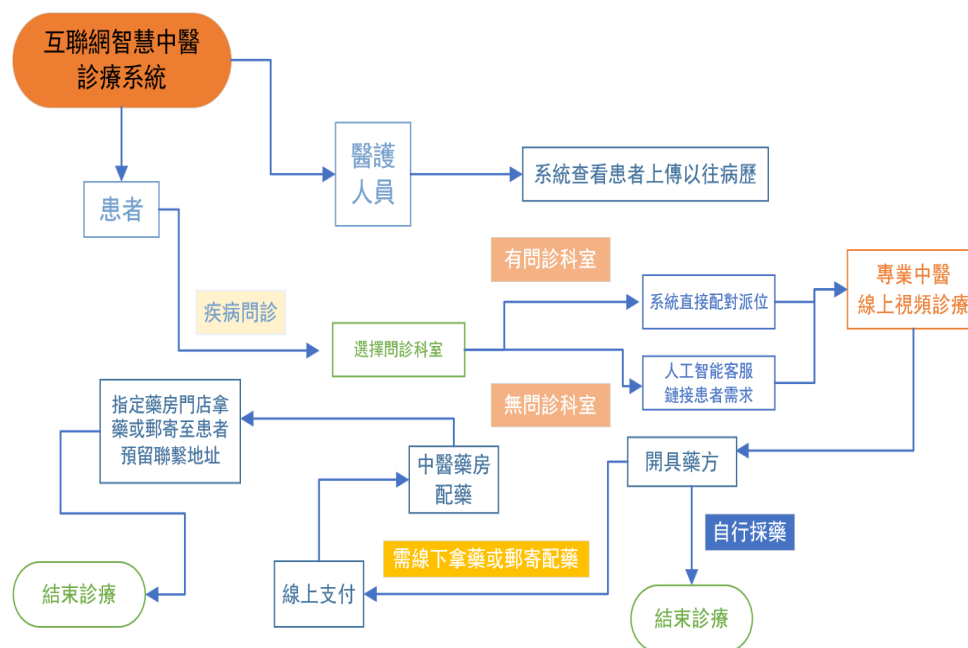 互聯網智慧中醫
診療系統
醫護
人員
系統查看患者上傳以往病歷
患者
有問診科室
專業中醫
線上視頻診療
系統直接配對派位
疾病問診
選擇問診科室
人工智能客服
鏈接患者需求
無問診科室
指定藥房門店拿
藥或郵寄至患者
預留聯繫地址
中醫藥房
配藥
開具藥方
自行採藥
需線下拿藥或郵寄配藥
線上支付
結束診療
結束診療